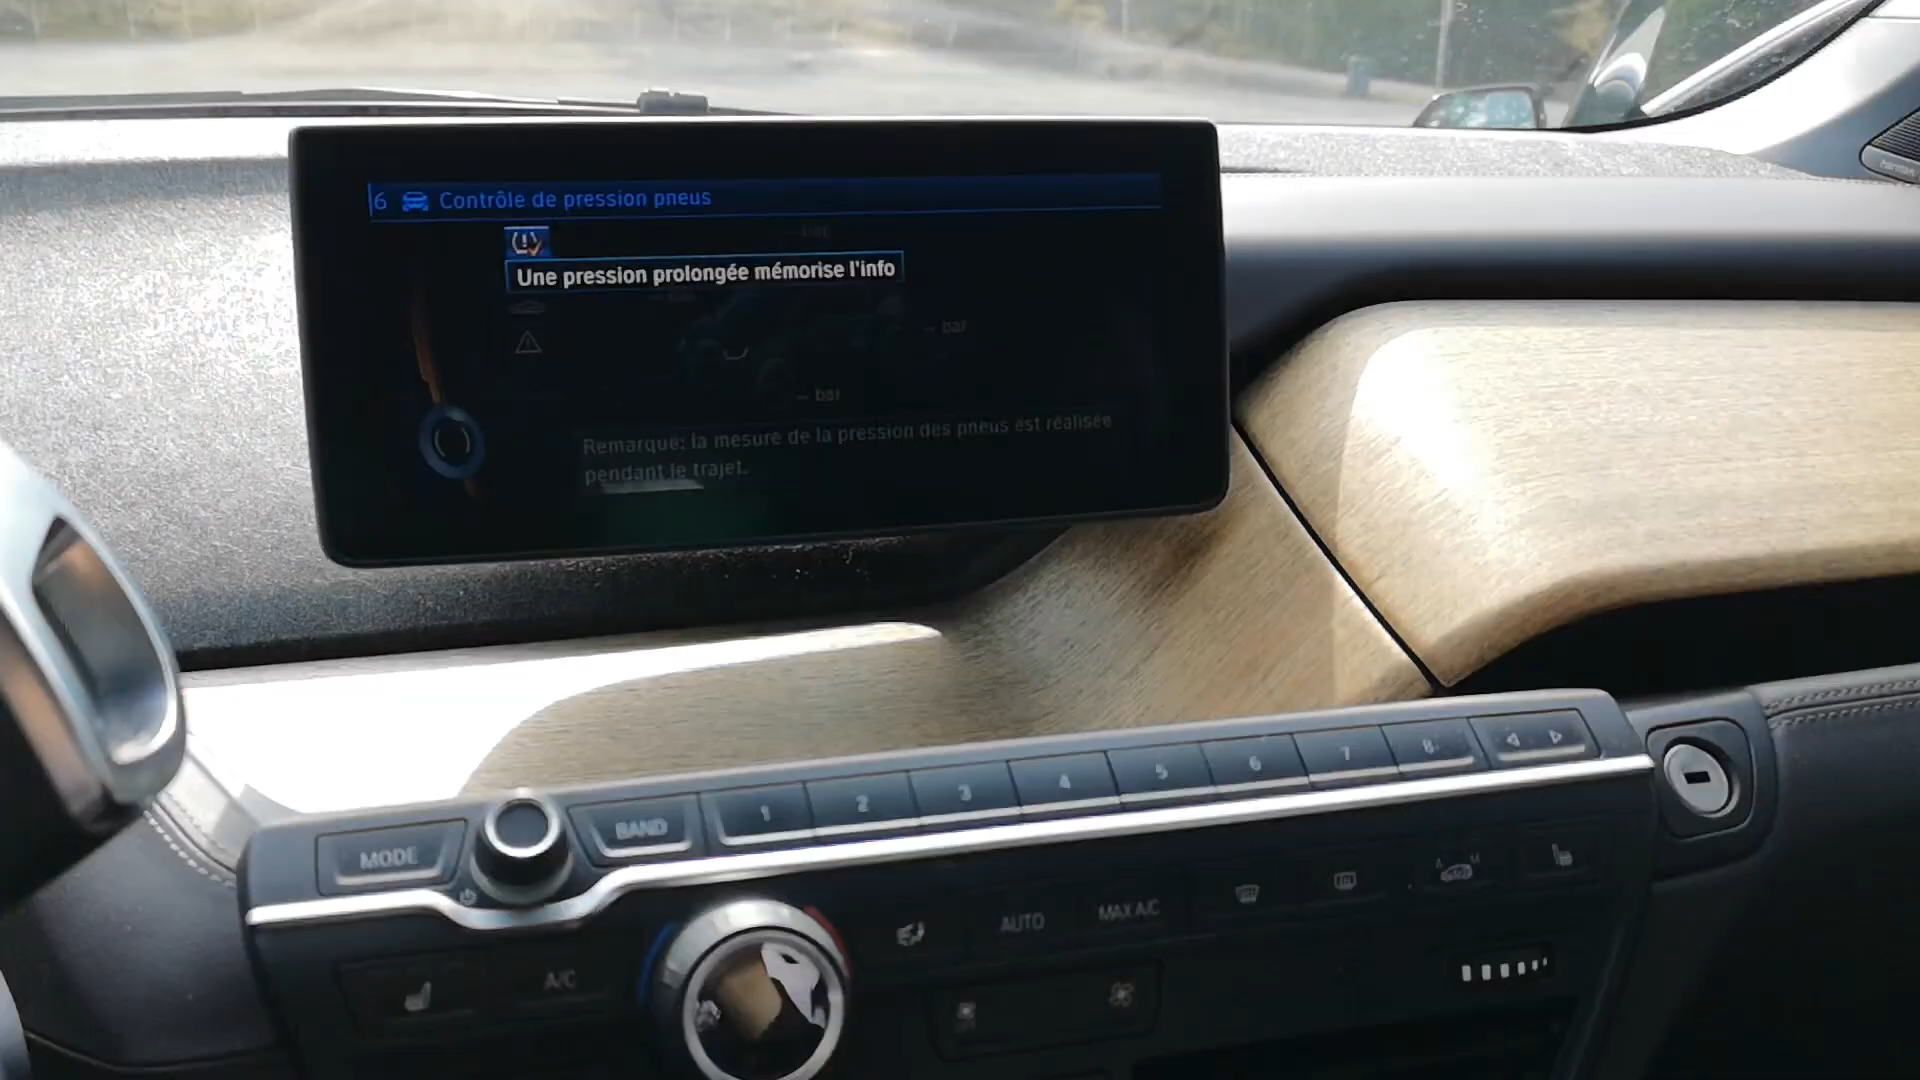 6 Contrôle de pression pneus
Une pression prolongée mémorise l'info
-- bar
-- bar
Remarque: la mesure de la pression des pneus est réalisée
pendant le trajet.
MODE
BAND
1
2
3
4
5
6
7
8
A/C
AUTO
MAX A/C
A
M